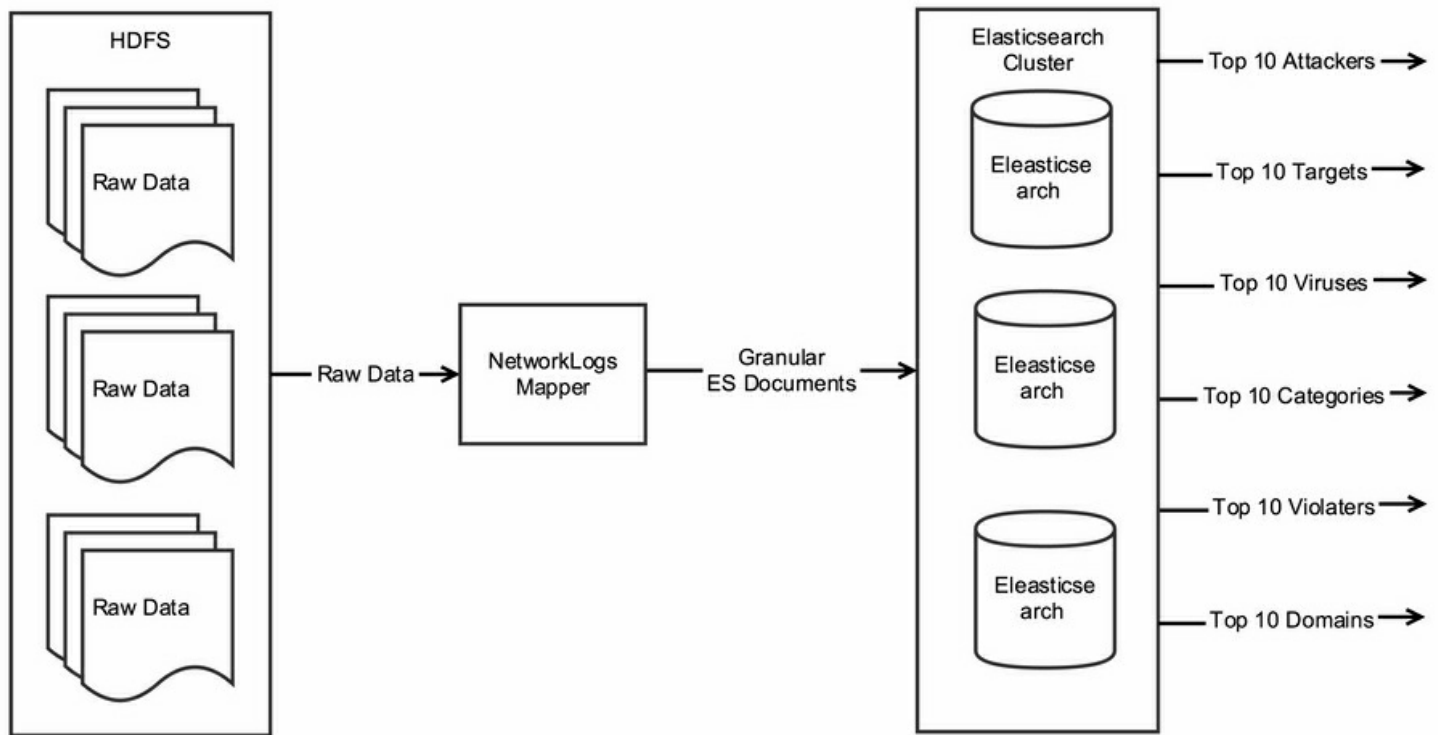 HDFS
Raw Data
Raw Data
Raw Data
Raw Data
NetworkLogs
Mapper
Granular
ES Documents
Elasticsearch
Cluster
Eleasticse
arch
Eleasticse
arch
Eleasticse
arch
Top 10 Attackers
Top 10 Targets
Top 10 Viruses
Top 10 Categories
Top 10 Violaters
Top 10 Domains